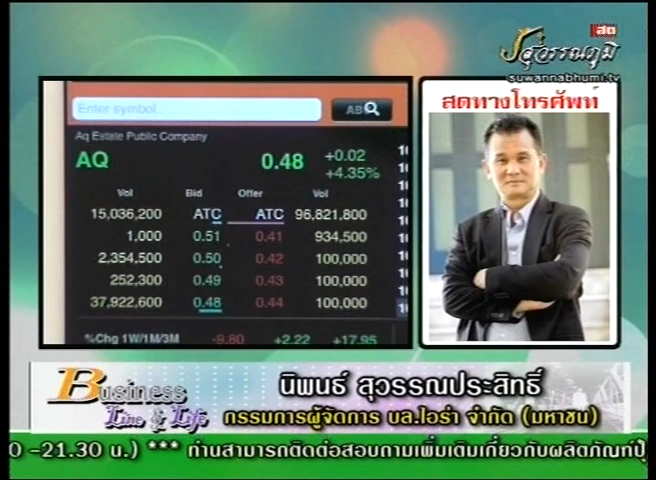 สด
สุวรรณภูมิ
suwannabhumi.tv
สดทางโทรศัพท์
Enter symbol..
AB
Aq Estate Public Company
AQ 0.48 +0.02
+4.35%
Vol Bid Offer Vol
15,036,200 ATC ATC 96,821,800
1,000 0.51 0.41 934,500
2,354,500 0.50 0.42 100,000
252,300 0.49 0.43 100,000
37,922,600 0.48 0.44 100,000
%Chg 1W/1M/3M -9.80 +2.22 +17.95
Business
Line & Life
นิพนธ์ สุวรรณประสิทธิ์
กรรมการผู้จัดการ บล.ไอร่า จำกัด (มหาชน)
0 -21.30 น.) *** ท่านสามารถติดต่อสอบถามเพิ่มเติมเกี่ยวกับผลิตภัณฑ์ปุ๋